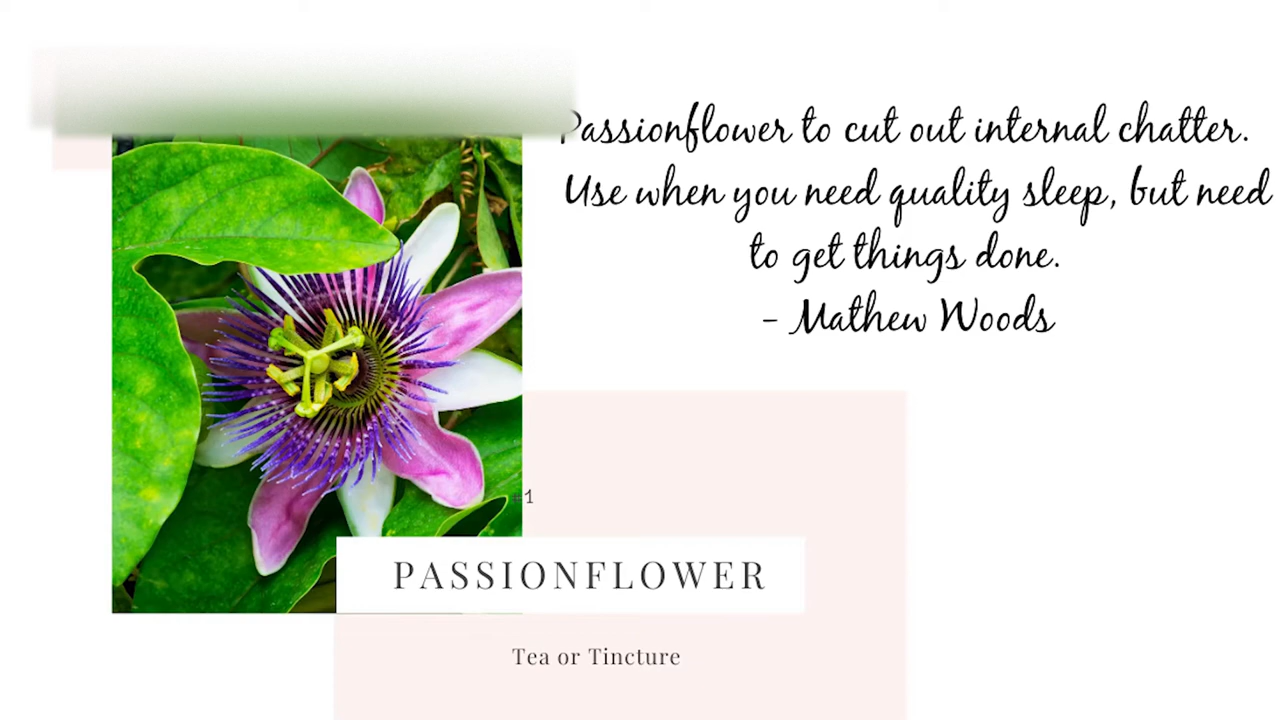 Passionflower to cut out internal chatter.
Use when you need quality sleep, but need
to get things done.
- Mathew Woods
#1
PASSIONFLOWER
Tea or Tincture